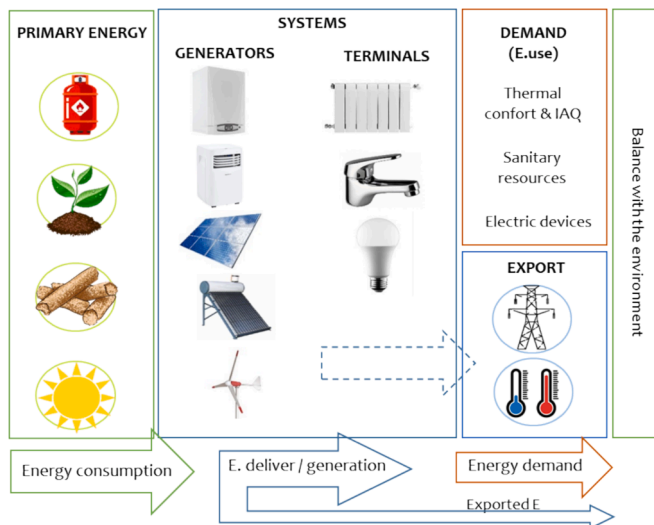 PRIMARY ENERGY
SYSTEMS
GENERATORS
TERMINALS
DEMAND
(E.use)
Thermal
confort & IAQ
Sanitary
resources
Electric devices
EXPORT
Balance with the environment
Energy consumption
E. deliver / generation
Energy demand
Exported E